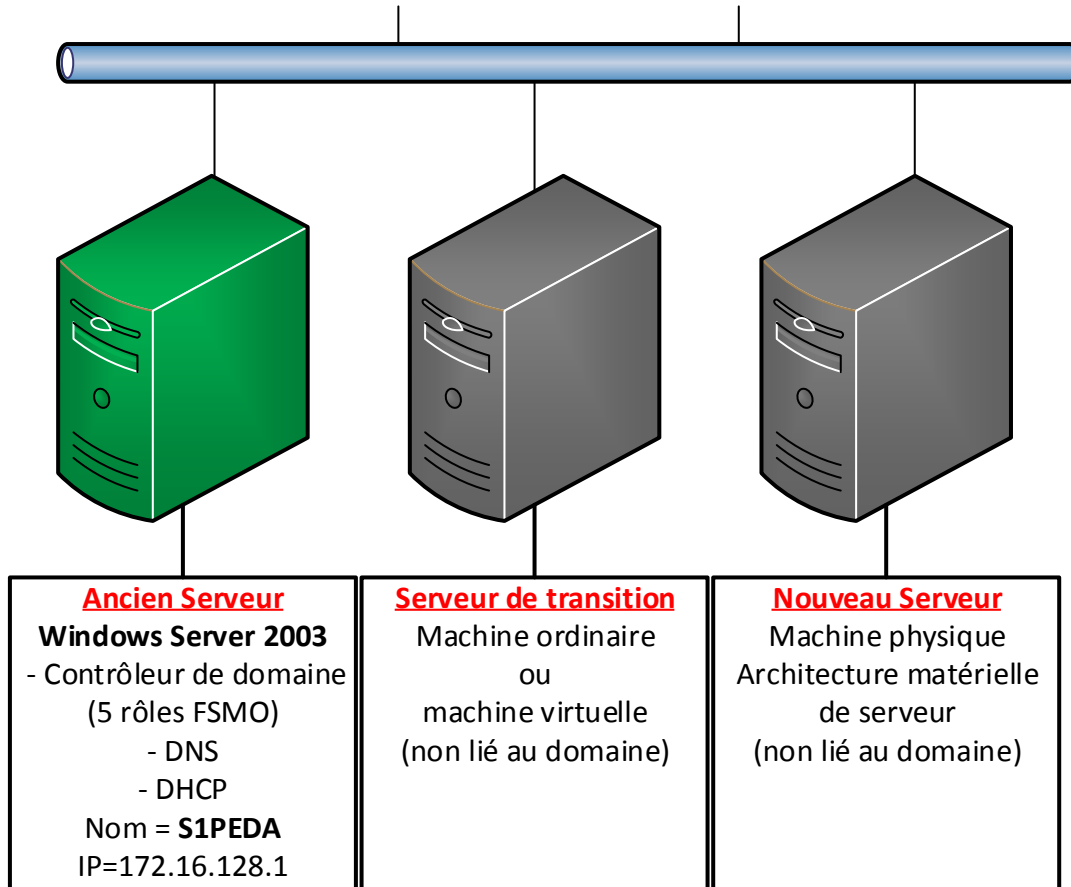 Ancien Serveur
Windows Server 2003
- Contrôleur de domaine
(5 rôles FSMO)
- DNS
- DHCP
Nom = S1PEDA
IP=172.16.128.1
Serveur de transition
Machine ordinaire
ou
machine virtuelle
(non lié au domaine)
Nouveau Serveur
Machine physique
Architecture matérielle
de serveur
(non lié au domaine)